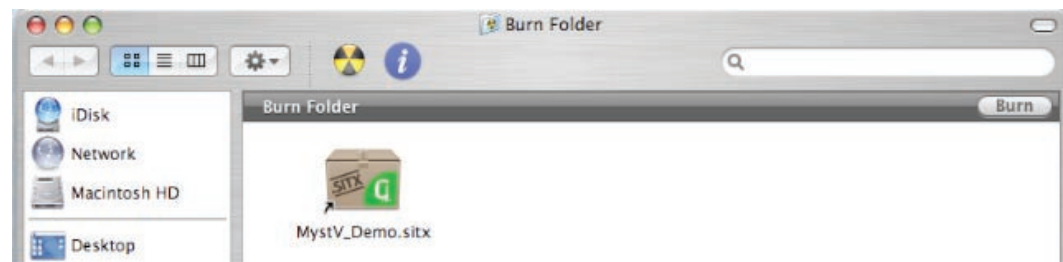 Burn Folder
iDisk
Network
Macintosh HD
Desktop
Burn Folder
Burn
SITX
MystV_Demo.sitx